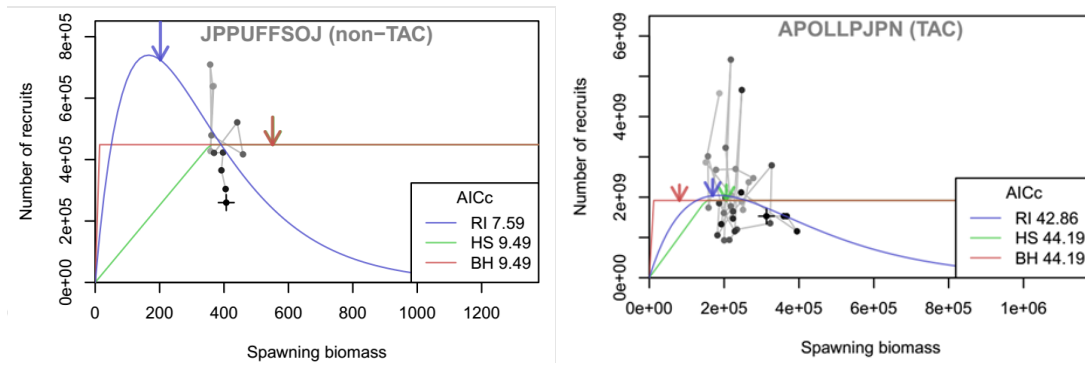 JPPUFFSOJ (non−TAC)
Number of recruits
8e+05
6e+05
4e+05
2e+05
0e+00
0
200
400
600
800
1000
1200
Spawning biomass
AICc
RI 7.59
HS 9.49
BH 9.49
APOLLPJPN (TAC)
Number of recruits
6e+09
4e+09
2e+09
0e+00
0e+00
2e+05
4e+05
6e+05
8e+05
1e+06
Spawning biomass
AICc
RI 42.86
HS 44.19
BH 44.19